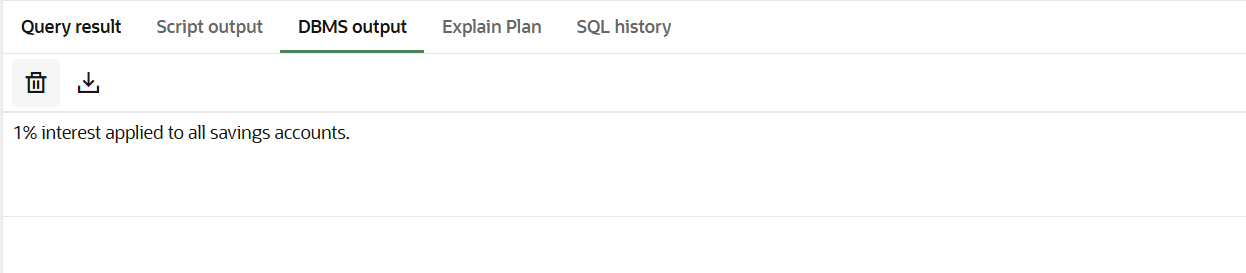 Query result Script output DBMS output Explain Plan SQL history
1% interest applied to all savings accounts.